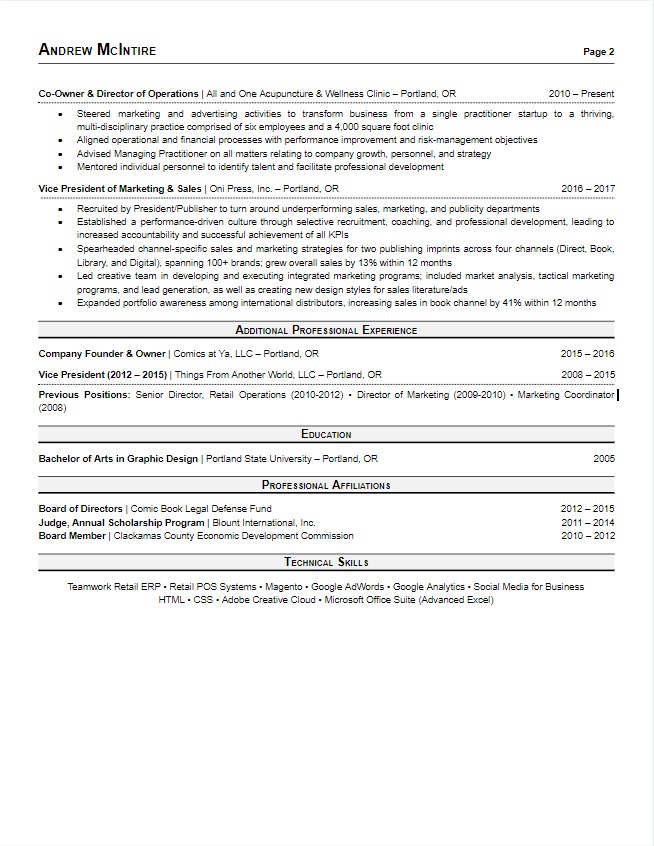 ANDREW MCINTIRE Page 2
Co-Owner & Director of Operations | All and One Acupuncture & Wellness Clinic – Portland, OR 2010 – Present
• Steered marketing and advertising activities to transform business from a single practitioner startup to a thriving,
multi-disciplinary practice comprised of six employees and a 4,000 square foot clinic
• Aligned operational and financial processes with performance improvement and risk-management objectives
• Advised Managing Practitioner on all matters relating to company growth, personnel, and strategy
• Mentored individual personnel to identify talent and facilitate professional development
Vice President of Marketing & Sales | Oni Press, Inc. – Portland, OR 2016 – 2017
• Recruited by President/Publisher to turn around underperforming sales, marketing, and publicity departments
• Established a performance-driven culture through selective recruitment, coaching, and professional development, leading to
increased accountability and successful achievement of all KPIs
• Spearheaded channel-specific sales and marketing strategies for two publishing imprints across four channels (Direct, Book,
Library, and Digital), spanning 100+ brands; grew overall sales by 13% within 12 months
• Led creative team in developing and executing integrated marketing programs; included market analysis, tactical marketing
programs, and lead generation, as well as creating new design styles for sales literature/ads
• Expanded portfolio awareness among international distributors, increasing sales in book channel by 41% within 12 months
ADDITIONAL PROFESSIONAL EXPERIENCE
Company Founder & Owner | Comics at Ya, LLC – Portland, OR 2015 – 2016
Vice President (2012 – 2015) | Things From Another World, LLC – Portland, OR 2008 – 2015
Previous Positions: Senior Director, Retail Operations (2010-2012) • Director of Marketing (2009-2010) • Marketing Coordinator
(2008)
EDUCATION
Bachelor of Arts in Graphic Design | Portland State University – Portland, OR 2005
PROFESSIONAL AFFILIATIONS
Board of Directors | Comic Book Legal Defense Fund 2012 – 2015
Judge, Annual Scholarship Program | Blount International, Inc. 2011 – 2014
Board Member | Clackamas County Economic Development Commission 2010 – 2012
TECHNICAL SKILLS
Teamwork Retail ERP • Retail POS Systems • Magento • Google AdWords • Google Analytics • Social Media for Business
HTML • CSS • Adobe Creative Cloud • Microsoft Office Suite (Advanced Excel)